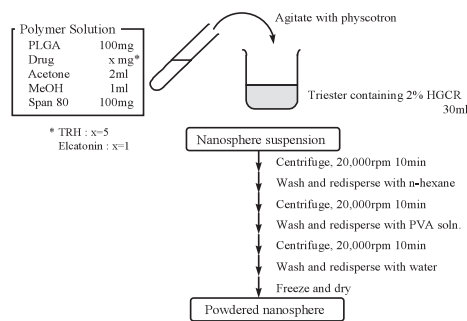 Polymer Solution
PLGA 100mg
Drug x mg*
Acetone 2ml
MeOH 1ml
Span 80 100mg
* TRH : x=5
Elcatonin : x=1
Agitate with physcotron
Triester containing 2% HGCR
30ml
Nanosphere suspension
Centrifuge, 20,000rpm 10min
Wash and redisperse with n-hexane
Centrifuge, 20,000rpm 10min
Wash and redisperse with PVA soln.
Centrifuge, 20,000rpm 10min
Wash and redisperse with water
Freeze and dry
Powdered nanosphere